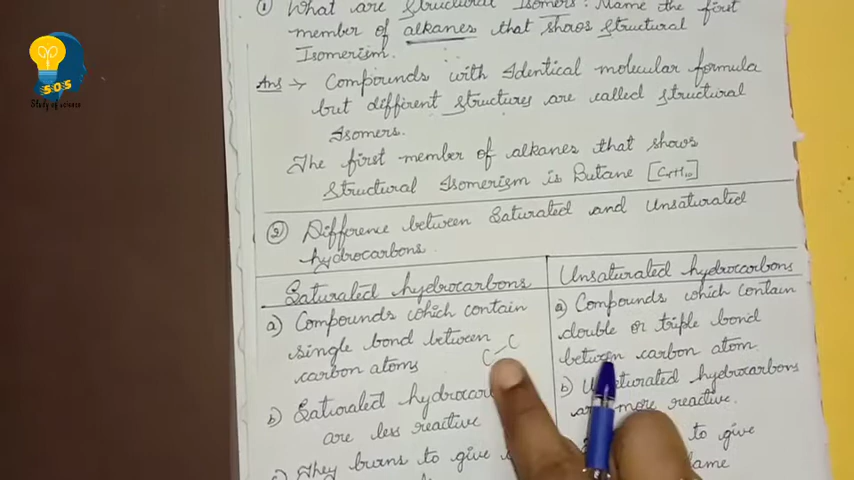 S·O·S
Study of science
① What are Structural Isomers? Name the first
member of alkanes that shows Structural
Isomerism.
Ans → Compounds with Identical molecular formula
but different structures are called structural
Isomers.
The first member of alkanes that shows
Structural Isomerism is Butane [C₄H₁₀]
② Difference between Saturated and Unsaturated
hydrocarbons.
Saturated hydrocarbons
a) Compounds which contain
single bond between
carbon atoms
C – C
b) Saturated
are less reactive
They burns to give
Unsaturated hydrocarbons
a) Compounds which contain
double or triple bond
between carbon atom.
b) hydrocarbons
more reactive.
to give